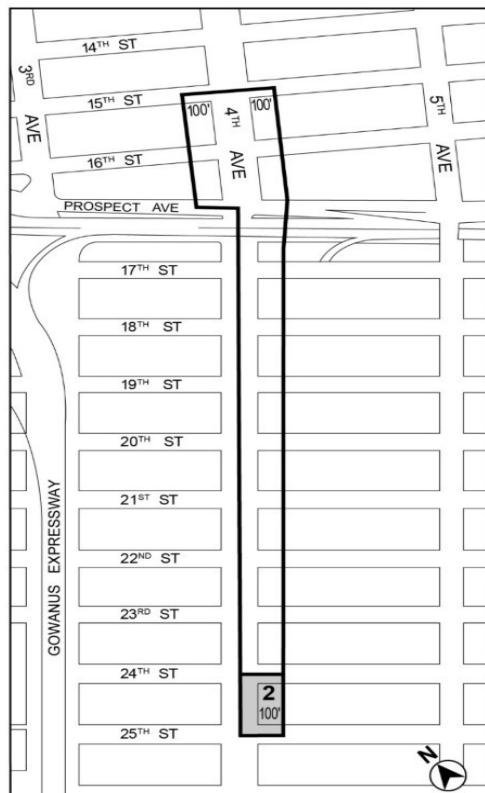 14TH ST
3RD
AVE
15TH ST
100'
4TH
AVE
100'
5TH
AVE
16TH ST
PROSPECT AVE
17TH ST
18TH ST
19TH ST
20TH ST
21ST ST
22ND ST
23RD ST
24TH ST
25TH ST
GOWANUS EXPRESSWAY
2
100'
N